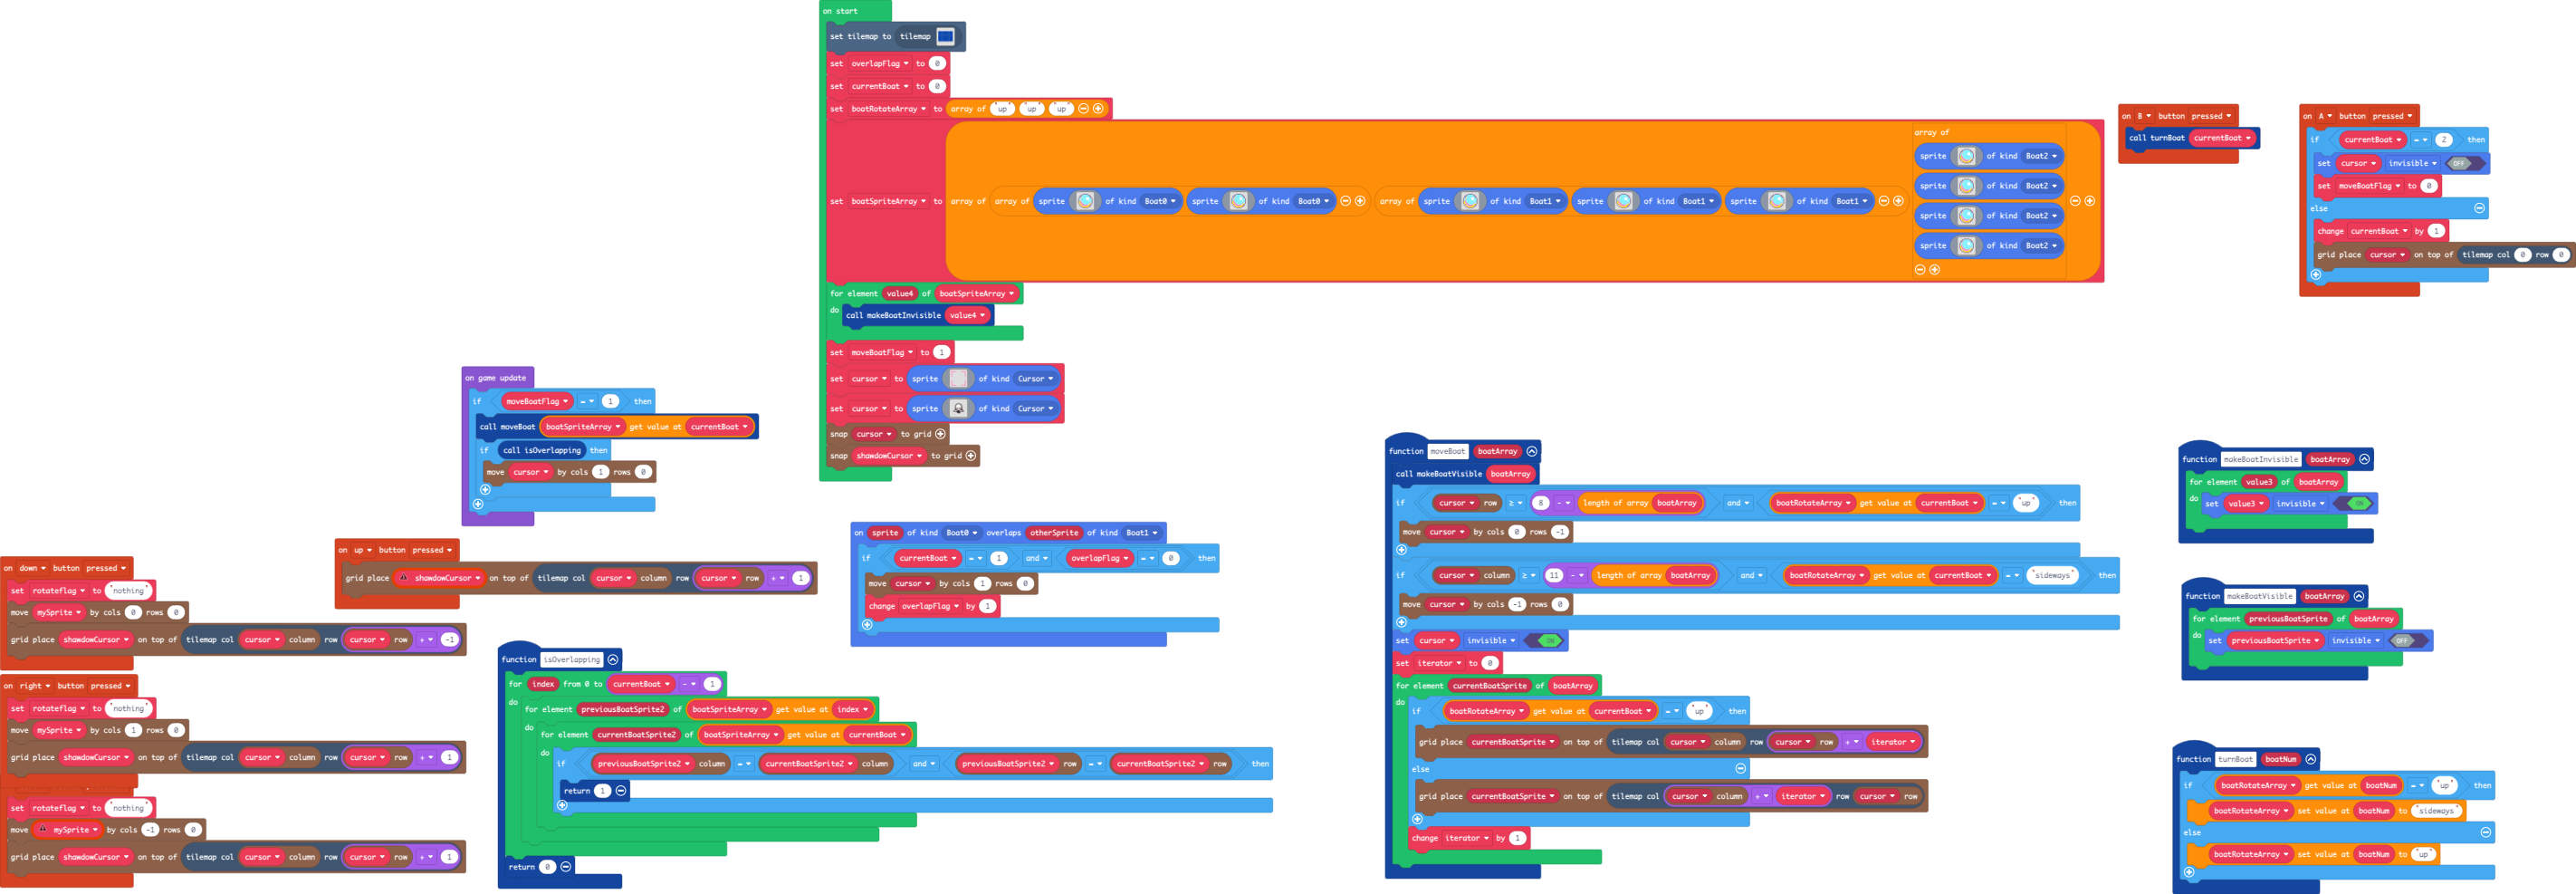 on start
set tilemap to tilemap
set overlapFlag to 0
set currentBoat to 0
set boatRotateArray to array of "up" "up" "up"
set boatSpriteArray to array of array of sprite of kind Boat0 sprite of kind Boat0 array of sprite of kind Boat1 sprite of kind Boat1 sprite of kind Boat1
array of
sprite of kind Boat2
sprite of kind Boat2
sprite of kind Boat2
sprite of kind Boat2
for element value4 of boatSpriteArray
do call makeBoatInvisible value4
set moveBoatFlag to 1
set cursor to sprite of kind Cursor
set cursor to sprite of kind Cursor
snap cursor to grid
snap shawdowCursor to grid
on B button pressed
call turnBoat currentBoat
on A button pressed
if currentBoat = 2 then
set cursor invisible OFF
set moveBoatFlag to 0
else
change currentBoat by 1
grid place cursor on top of tilemap col 0 row 0
on game update
if moveBoatFlag = 1 then
call moveBoat boatSpriteArray get value at currentBoat
if call isOverlapping then
move cursor by cols 1 rows 0
on up button pressed
grid place shawdowCursor on top of tilemap col cursor column row cursor row + 1
on down button pressed
set rotateflag to "nothing"
move mySprite by cols 0 rows 0
grid place shawdowCursor on top of tilemap col cursor column row cursor row + -1
on right button pressed
set rotateflag to "nothing"
move mySprite by cols 1 rows 0
grid place shawdowCursor on top of tilemap col cursor column row cursor row + 1
set rotateflag to "nothing"
move mySprite by cols -1 rows 0
grid place shawdowCursor on top of tilemap col cursor column row cursor row + 1
on sprite of kind Boat0 overlaps otherSprite of kind Boat1
if currentBoat = 1 and overlapFlag = 0 then
move cursor by cols 1 rows 0
change overlapFlag by 1
function isOverlapping
for index from 0 to currentBoat - 1
do for element previousBoatSprite2 of boatSpriteArray get value at index
do for element currentBoatSprite2 of boatSpriteArray get value at currentBoat
do if previousBoatSprite2 column = currentBoatSprite2 column and previousBoatSprite2 row = currentBoatSprite2 row then
return 1
return 0
function moveBoat boatArray
call makeBoatVisible boatArray
if cursor row ≥ 8 - length of array boatArray and boatRotateArray get value at currentBoat = "up" then
move cursor by cols 0 rows -1
if cursor column ≥ 11 - length of array boatArray and boatRotateArray get value at currentBoat = "sideways" then
move cursor by cols -1 rows 0
set cursor invisible ON
set iterator to 0
for element currentBoatSprite of boatArray
do if boatRotateArray get value at currentBoat = "up" then
grid place currentBoatSprite on top of tilemap col cursor column row cursor row + iterator
else
grid place currentBoatSprite on top of tilemap col cursor column + iterator row cursor row
change iterator by 1
function makeBoatInvisible boatArray
for element value3 of boatArray
do set value3 invisible ON
function makeBoatVisible boatArray
for element previousBoatSprite of boatArray
do set previousBoatSprite invisible OFF
function turnBoat boatNum
if boatRotateArray get value at boatNum = "up" then
boatRotateArray set value at boatNum to "sideways"
else
boatRotateArray set value at boatNum to "up"